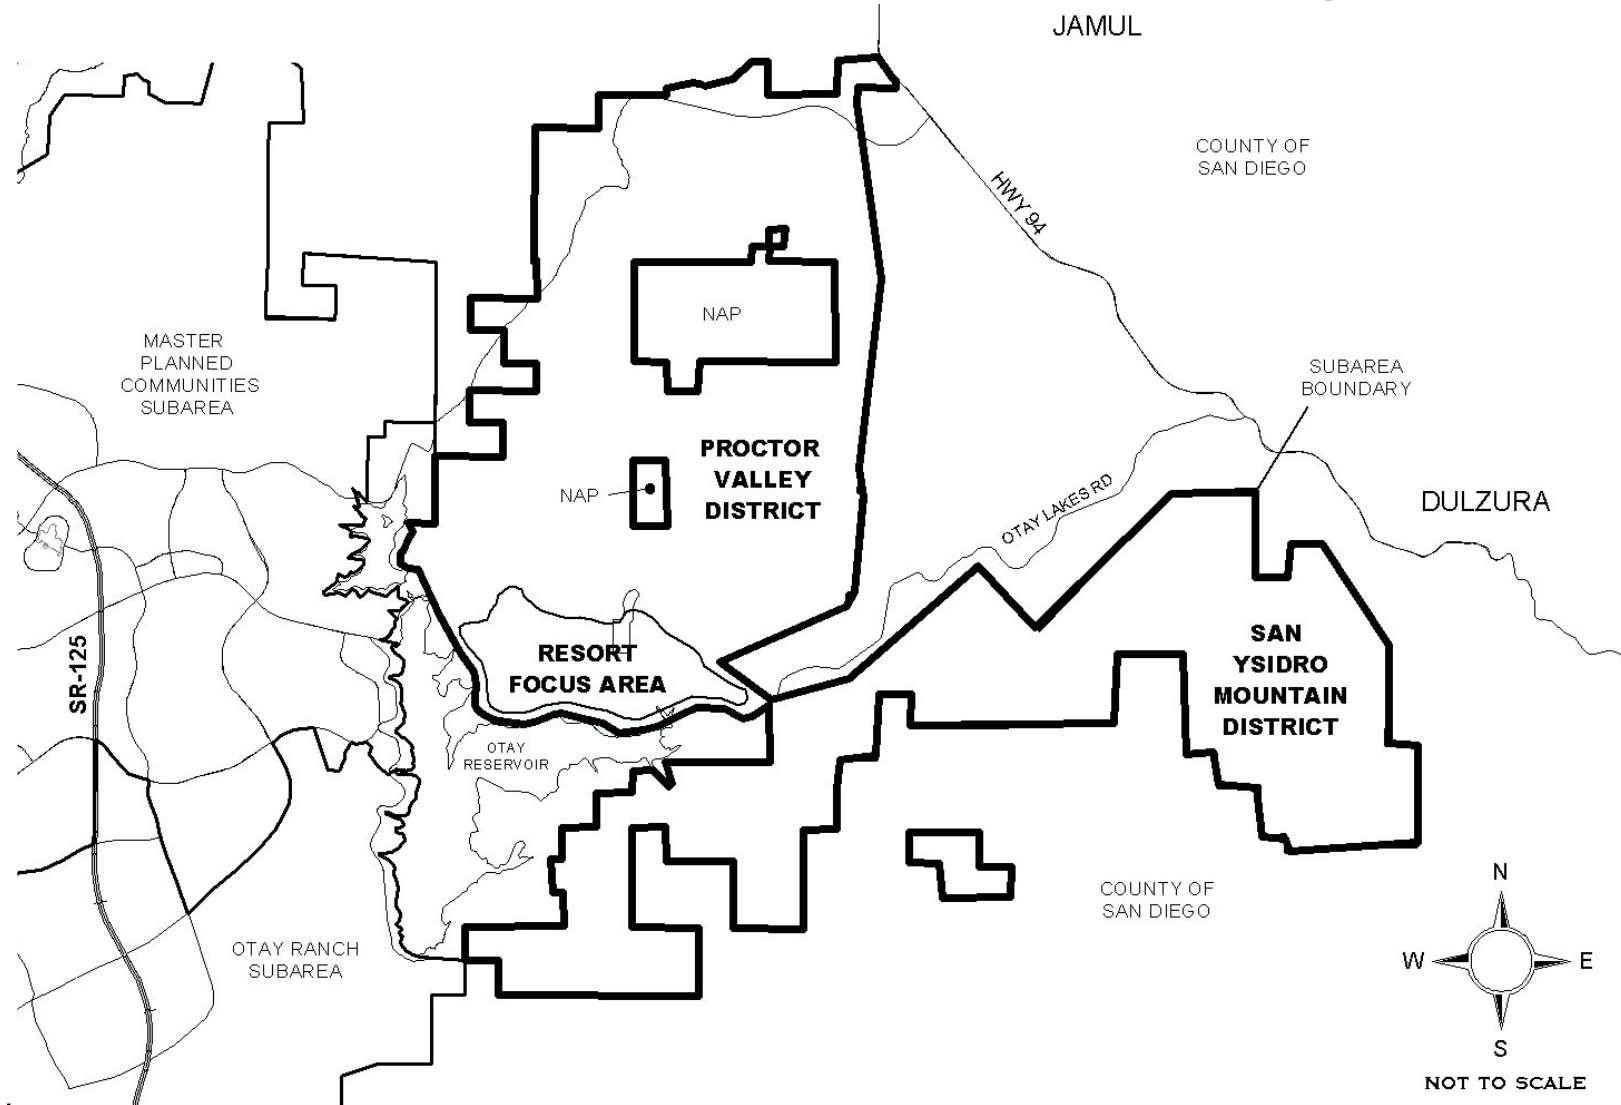 JAMUL
COUNTY OF
SAN DIEGO
HWY 94
NAP
MASTER
PLANNED
COMMUNITIES
SUBAREA
SUBAREA
BOUNDARY
PROCTOR
VALLEY
DISTRICT
NAP
OTAY LAKES RD
DULZURA
SR-125
RESORT
FOCUS AREA
SAN
YSIDRO
MOUNTAIN
DISTRICT
OTAY
RESERVOIR
COUNTY OF
SAN DIEGO
OTAY RANCH
SUBAREA
N
W
E
S
NOT TO SCALE